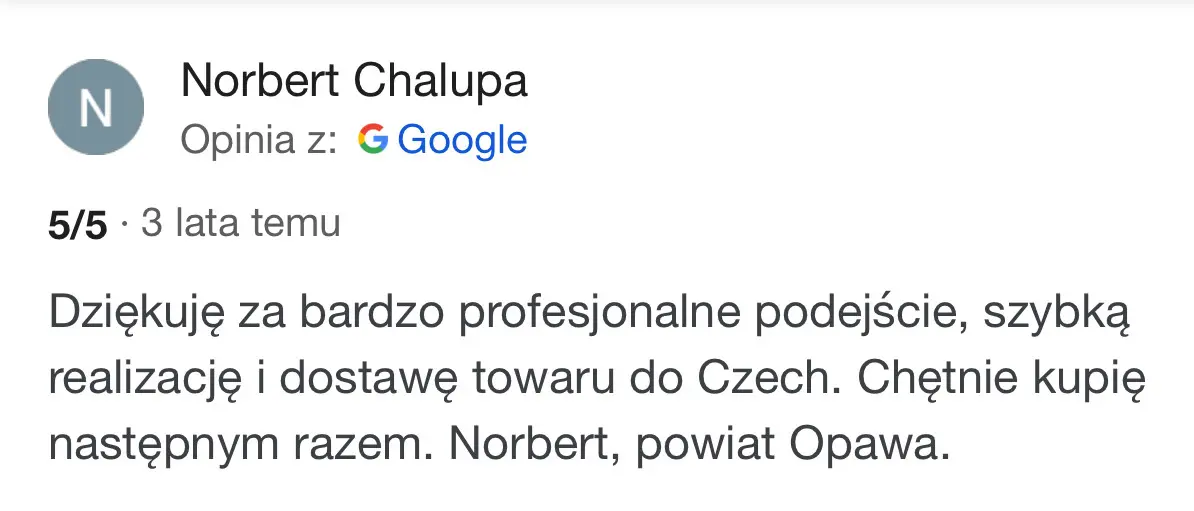 N
Norbert Chalupa
Opinia z: Google
5/5 · 3 lata temu
Dziękuję za bardzo profesjonalne podejście, szybką
realizację i dostawę towaru do Czech. Chętnie kupię
następnym razem. Norbert, powiat Opawa.